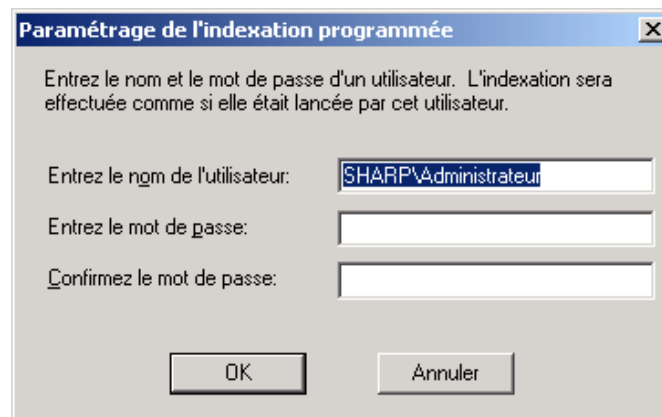 Paramétrage de l'indexation programmée
Entrez le nom et le mot de passe d'un utilisateur. L'indexation sera
effectuée comme si elle était lancée par cet utilisateur.
Entrez le nom de l'utilisateur: SHARP\Administrateur
Entrez le mot de passe:
Confirmez le mot de passe:
OK Annuler